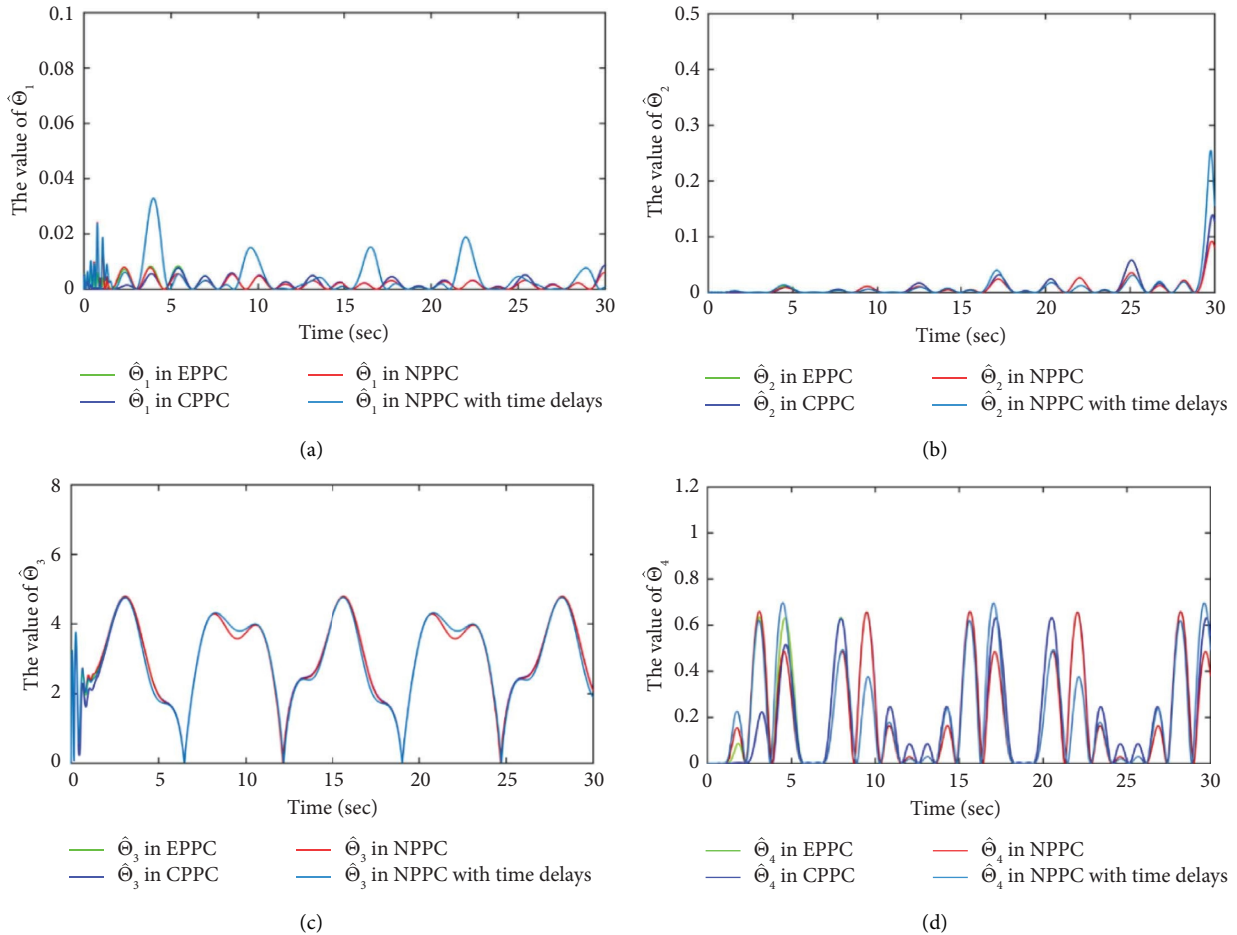 0.1
0.08
0.06
0.04
0.02
0
The value of Θ̂₁
0 5 10 15 20 25 30
Time (sec)
Θ̂₁ in EPPC Θ̂₁ in NPPC
Θ̂₁ in CPPC Θ̂₁ in NPPC with time delays
(a)
0.5
0.4
0.3
0.2
0.1
0
The value of Θ̂₂
0 5 10 15 20 25 30
Time (sec)
Θ̂₂ in EPPC Θ̂₂ in NPPC
Θ̂₂ in CPPC Θ̂₂ in NPPC with time delays
(b)
8
6
4
2
0
The value of Θ̂₃
0 5 10 15 20 25 30
Time (sec)
Θ̂₃ in EPPC Θ̂₃ in NPPC
Θ̂₃ in CPPC Θ̂₃ in NPPC with time delays
(c)
1.2
1
0.8
0.6
0.4
0.2
0
The value of Θ̂₄
0 5 10 15 20 25 30
Time (sec)
Θ̂₄ in EPPC Θ̂₄ in NPPC
Θ̂₄ in CPPC Θ̂₄ in NPPC with time delays
(d)